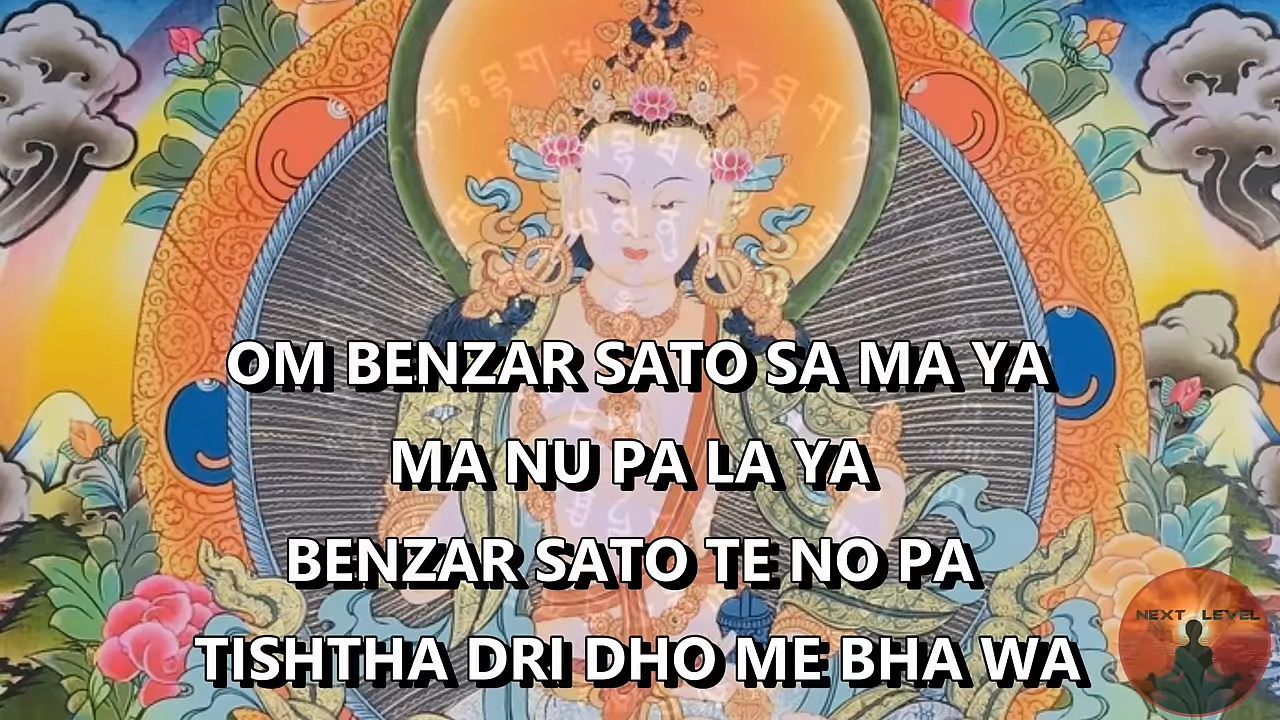 OM BENZAR SATO SA MA YA
MA NU PA LA YA
BENZAR SATO TE NO PA
TISHTHA DRI DHO ME BHA WA
NEXT LEVEL